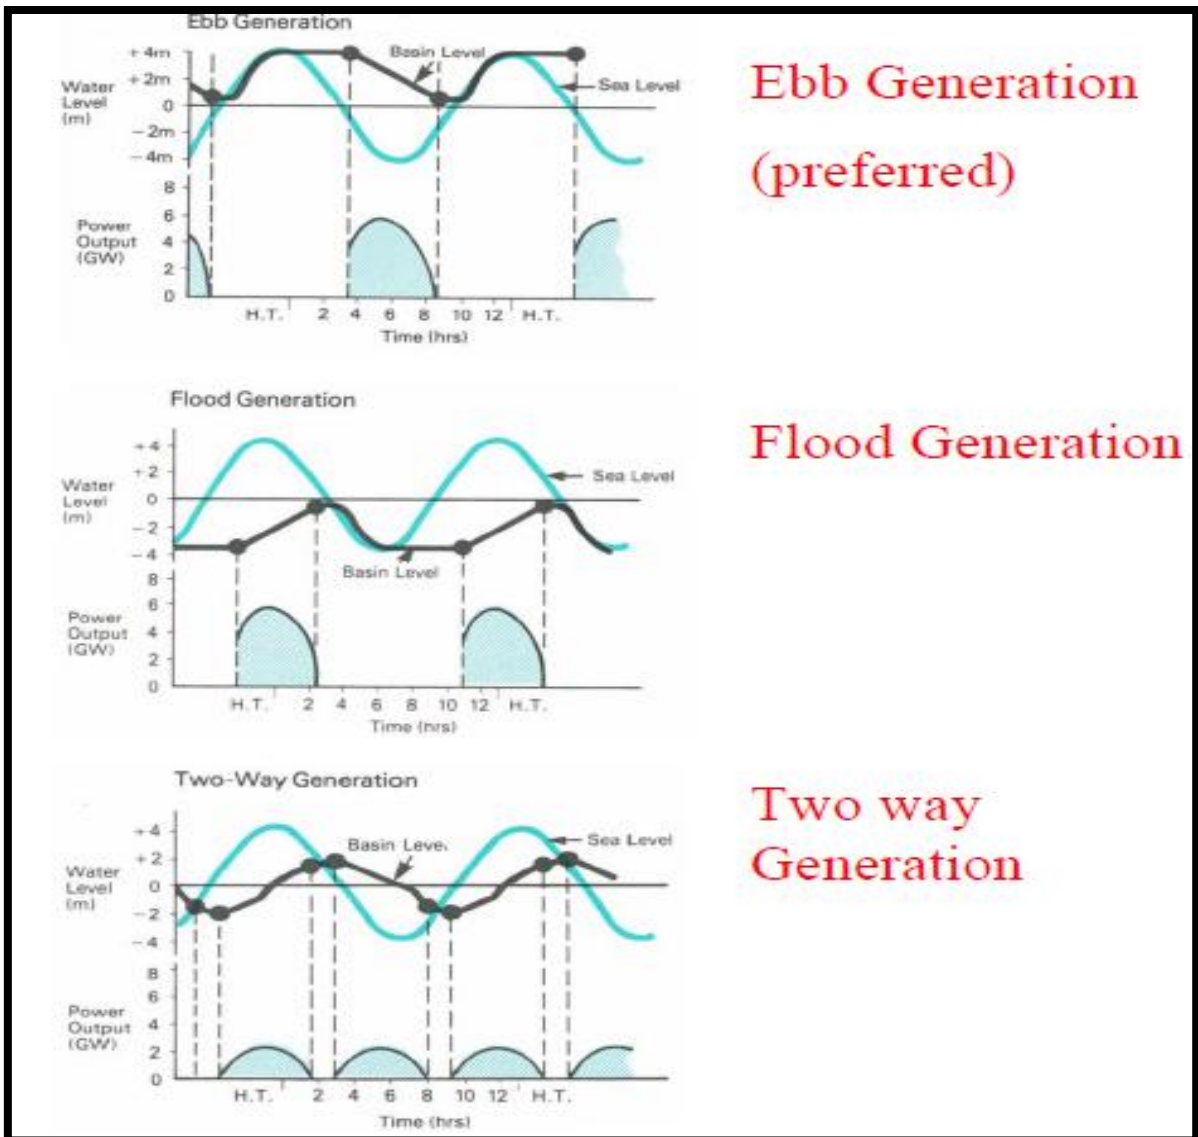 Ebb Generation
+ 4m
+2m
0
− 2m
− 4m
Water
Level
(m)
Basin Level
Sea Level
8
6
4
2
0
Power
Output
(GW)
H.T. 2 4 6 8 10 12 H.T.
Time (hrs)
Ebb Generation
(preferred)
Flood Generation
+4
+2
0
−2
−4
Water
Level
(m)
Sea Level
Basin Level
8
6
4
2
0
Power
Output
(GW)
H.T. 2 4 6 8 10 12 H.T.
Time (hrs)
Flood Generation
Two-Way Generation
+4
+2
0
−2
−4
Water
Level
(m)
Basin Level
Sea Level
8
6
4
2
0
Power
Output
(GW)
H.T. 2 4 6 8 10 12 H.T.
Time (hrs)
Two way
Generation